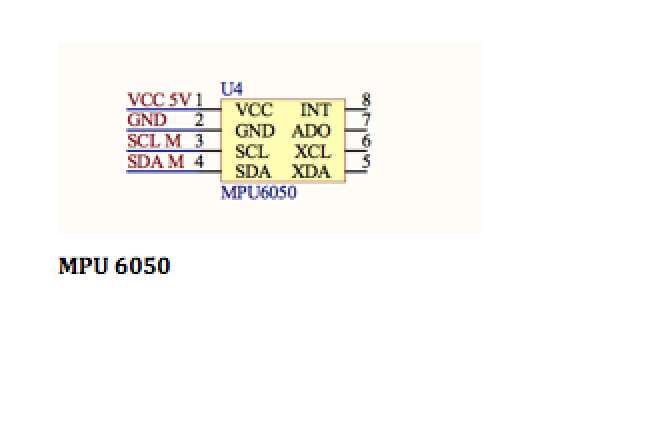 U4
VCC 5V 1 VCC INT 8
GND 2 GND ADO 7
SCL M 3 SCL XCL 6
SDA M 4 SDA XDA 5
MPU6050
MPU 6050